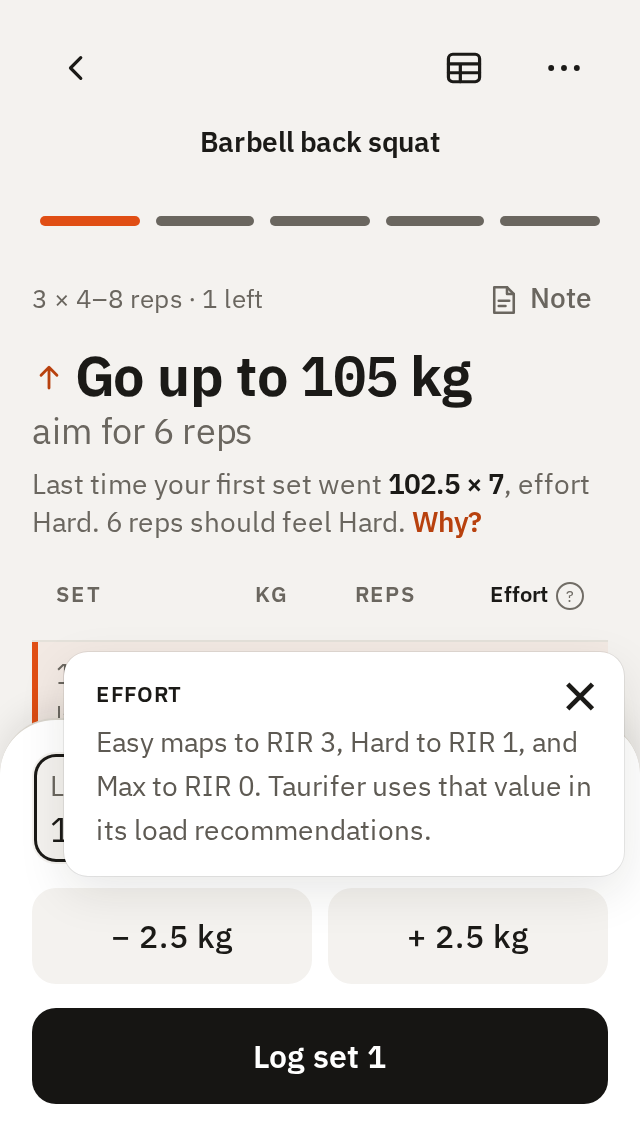 Barbell back squat
3 × 4–8 reps · 1 left
Note
↑ Go up to 105 kg
aim for 6 reps
Last time your first set went 102.5 × 7, effort
Hard. 6 reps should feel Hard. Why?
SET KG REPS Effort ?
EFFORT
Easy maps to RIR 3, Hard to RIR 1, and
Max to RIR 0. Taurifer uses that value in
its load recommendations.
− 2.5 kg
+ 2.5 kg
Log set 1